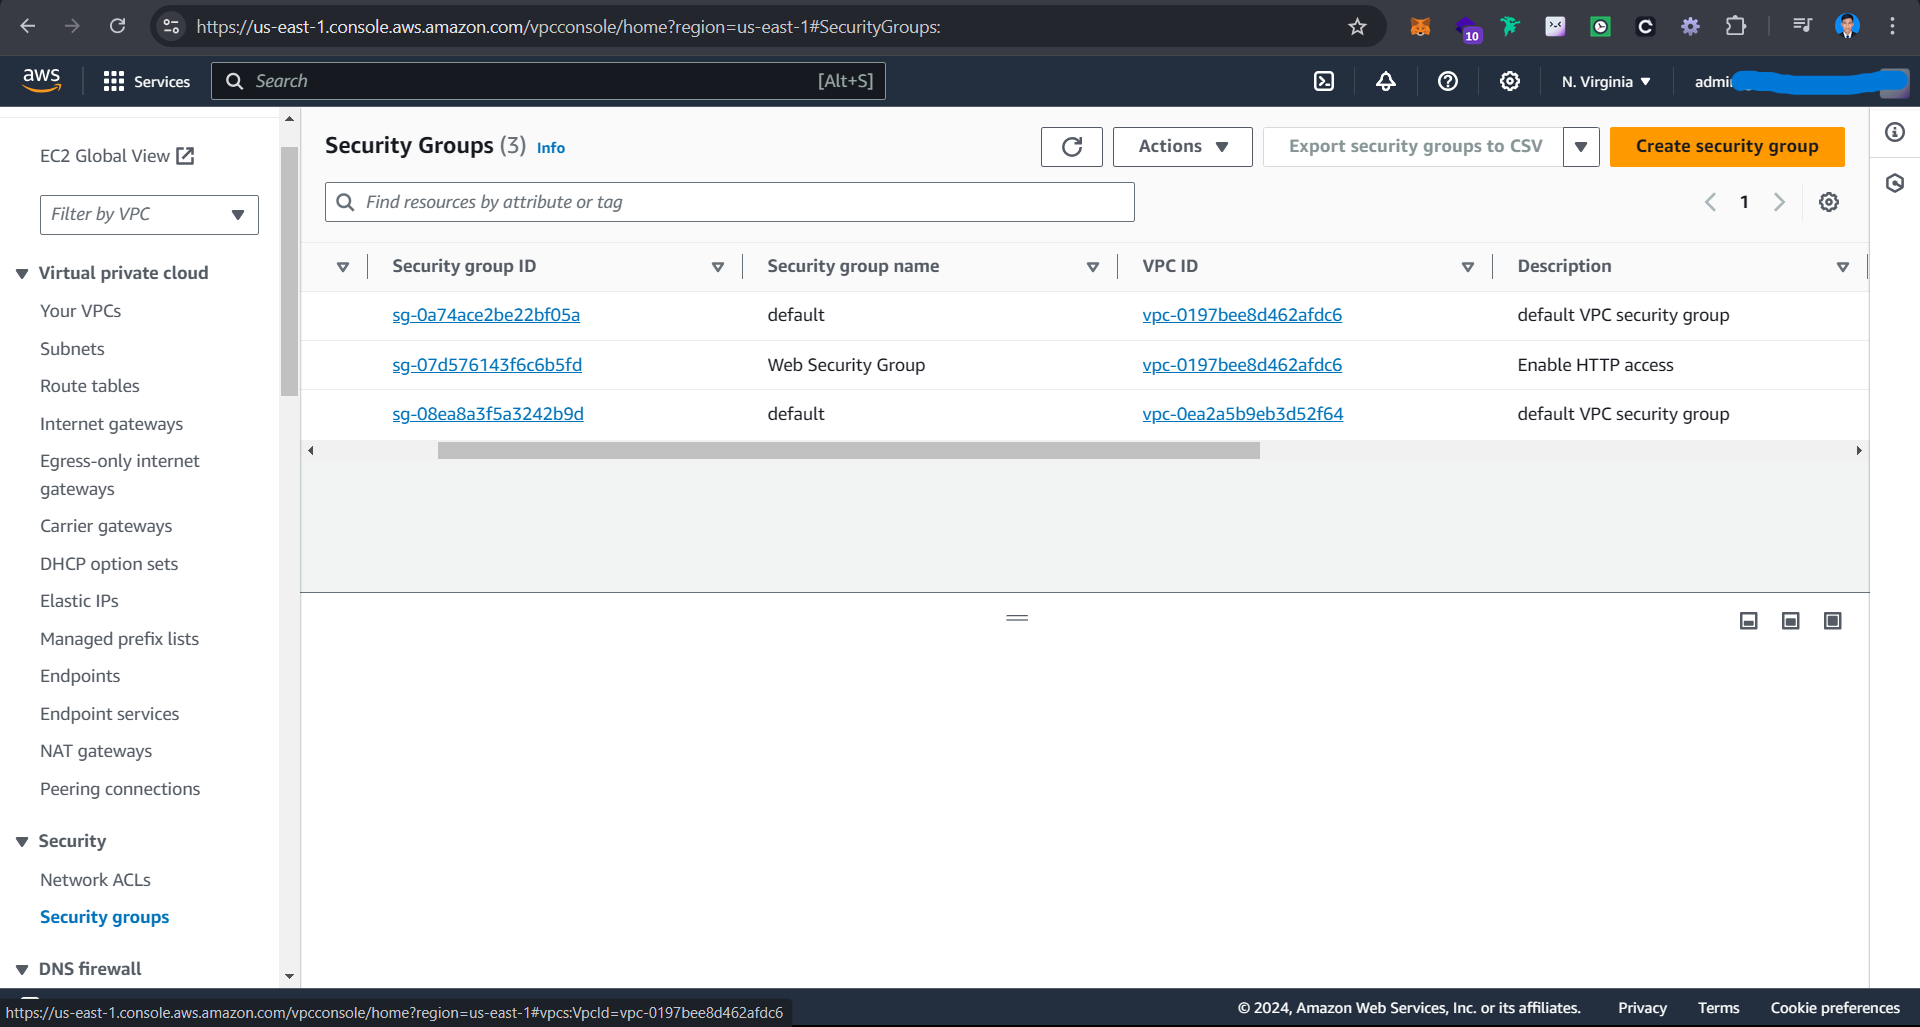 https://us-east-1.console.aws.amazon.com/vpcconsole/home?region=us-east-1#SecurityGroups:
10
aws
Services
Search
[Alt+S]
N. Virginia
admi
EC2 Global View
Filter by VPC
Virtual private cloud
Your VPCs
Subnets
Route tables
Internet gateways
Egress-only internet
gateways
Carrier gateways
DHCP option sets
Elastic IPs
Managed prefix lists
Endpoints
Endpoint services
NAT gateways
Peering connections
Security
Network ACLs
Security groups
DNS firewall
Security Groups (3) Info
Actions
Export security groups to CSV
Create security group
Find resources by attribute or tag
1
Security group ID Security group name VPC ID Description
sg-0a74ace2be22bf05a default vpc-0197bee8d462afdc6 default VPC security group
sg-07d576143f6c6b5fd Web Security Group vpc-0197bee8d462afdc6 Enable HTTP access
sg-08ea8a3f5a3242b9d default vpc-0ea2a5b9eb3d52f64 default VPC security group
https://us-east-1.console.aws.amazon.com/vpcconsole/home?region=us-east-1#vpcs:VpcId=vpc-0197bee8d462afdc6
© 2024, Amazon Web Services, Inc. or its affiliates.
Privacy
Terms
Cookie preferences